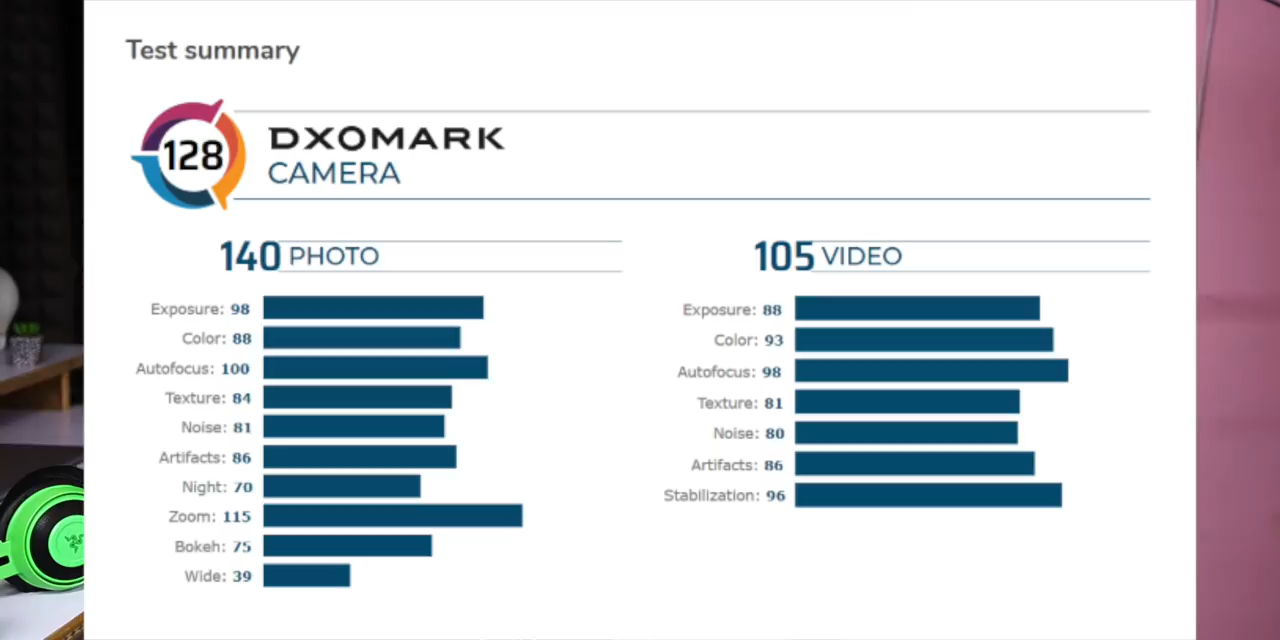 Test summary
128
DXOMARK
CAMERA
140 PHOTO
Exposure: 98
Color: 88
Autofocus: 100
Texture: 84
Noise: 81
Artifacts: 86
Night: 70
Zoom: 115
Bokeh: 75
Wide: 39
105 VIDEO
Exposure: 88
Color: 93
Autofocus: 98
Texture: 81
Noise: 80
Artifacts: 86
Stabilization: 96